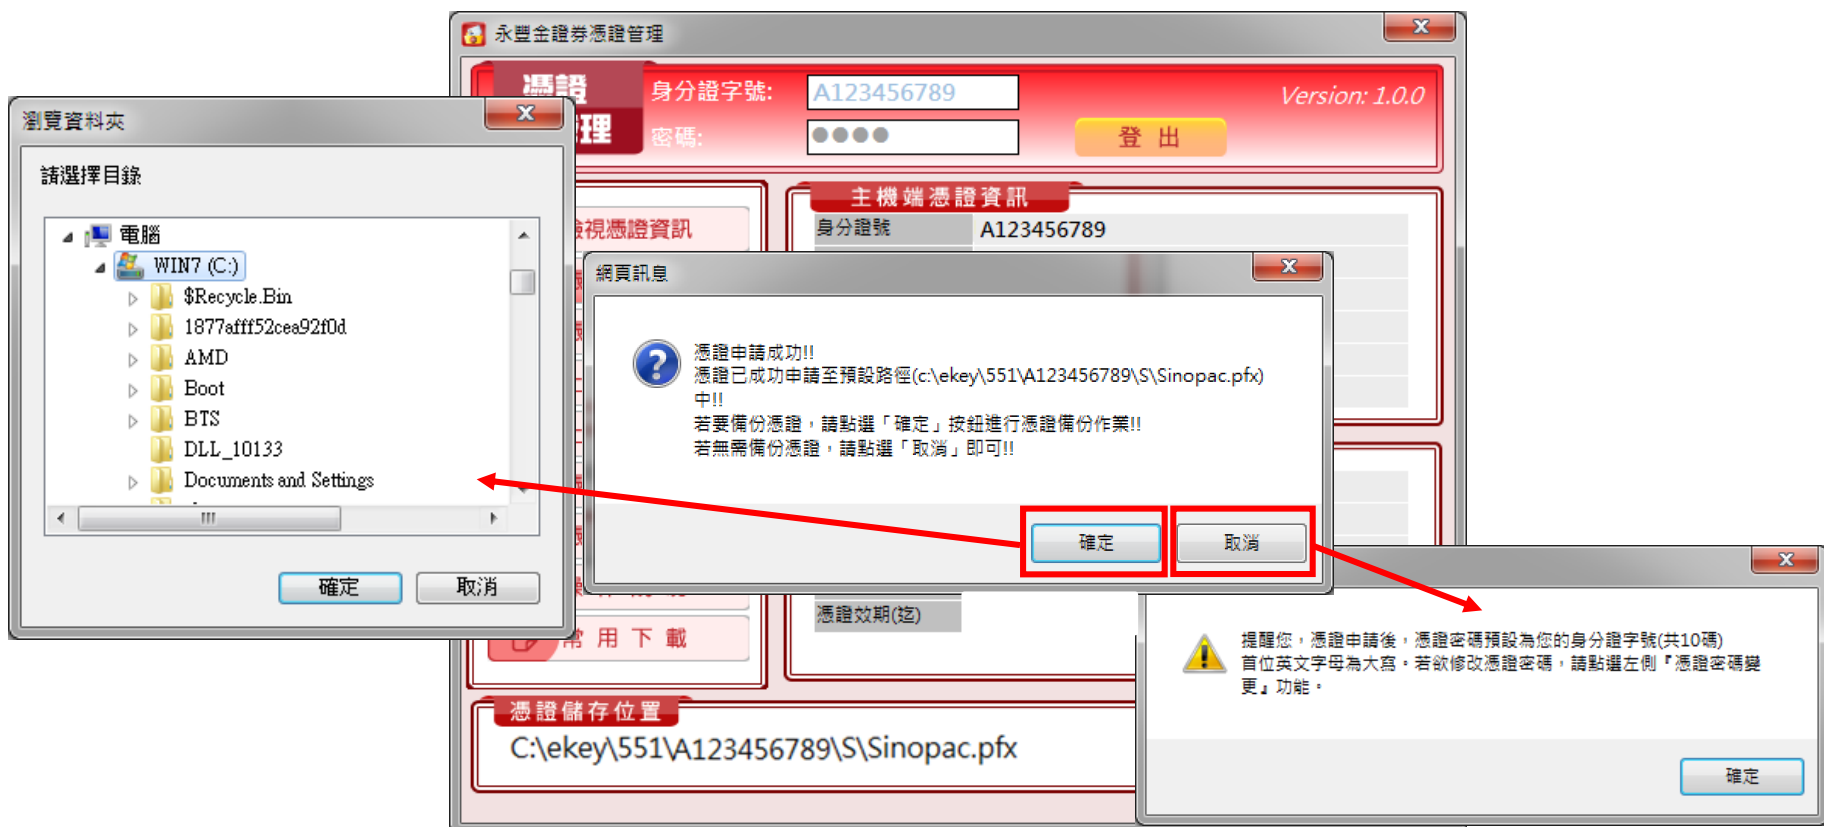 永豐金證券憑證管理
憑證
身分證字號:
A123456789
Version: 1.0.0
密碼:
登 出
瀏覽資料夾
請選擇目錄
電腦
WIN7 (C:)
$Recycle.Bin
1877afff52cea92f0d
AMD
Boot
BTS
DLL_10133
Documents and Settings
確定
取消
視憑證資訊
常 用 下 載
主機端憑證資訊
身分證號
A123456789
網頁訊息
憑證申請成功!!
憑證已成功申請至預設路徑(c:\ekey\551\A123456789\S\Sinopac.pfx)
中!!
若要備份憑證，請點選「確定」按鈕進行憑證備份作業!!
若無需備份憑證，請點選「取消」即可!!
確定
取消
憑證效期(迄)
提醒您，憑證申請後，憑證密碼預設為您的身分證字號(共10碼)
首位英文字母為大寫。若欲修改憑證密碼，請點選左側『憑證密碼變
更』功能。
確定
憑證儲存位置
C:\ekey\551\A123456789\S\Sinopac.pfx